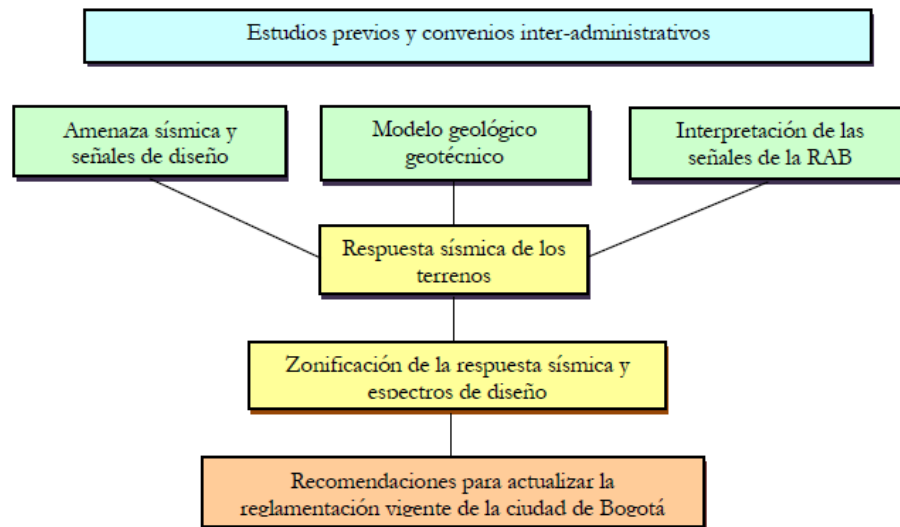 Estudios previos y convenios inter-administrativos
Amenaza sísmica y
señales de diseño
Modelo geológico
geotécnico
Interpretación de las
señales de la RAB
Respuesta sísmica de los
terrenos
Zonificación de la respuesta sísmica y
espectros de diseño
Recomendaciones para actualizar la
reglamentación vigente de la ciudad de Bogotá